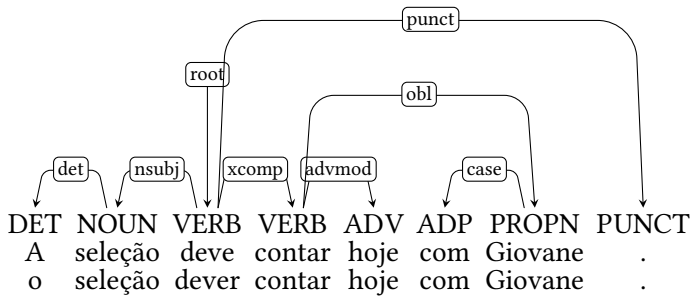 punct
root
obl
det nsubj xcomp advmod case
DET NOUN VERB VERB ADV ADP PROPN PUNCT
A seleção deve contar hoje com Giovane .
o seleção dever contar hoje com Giovane .